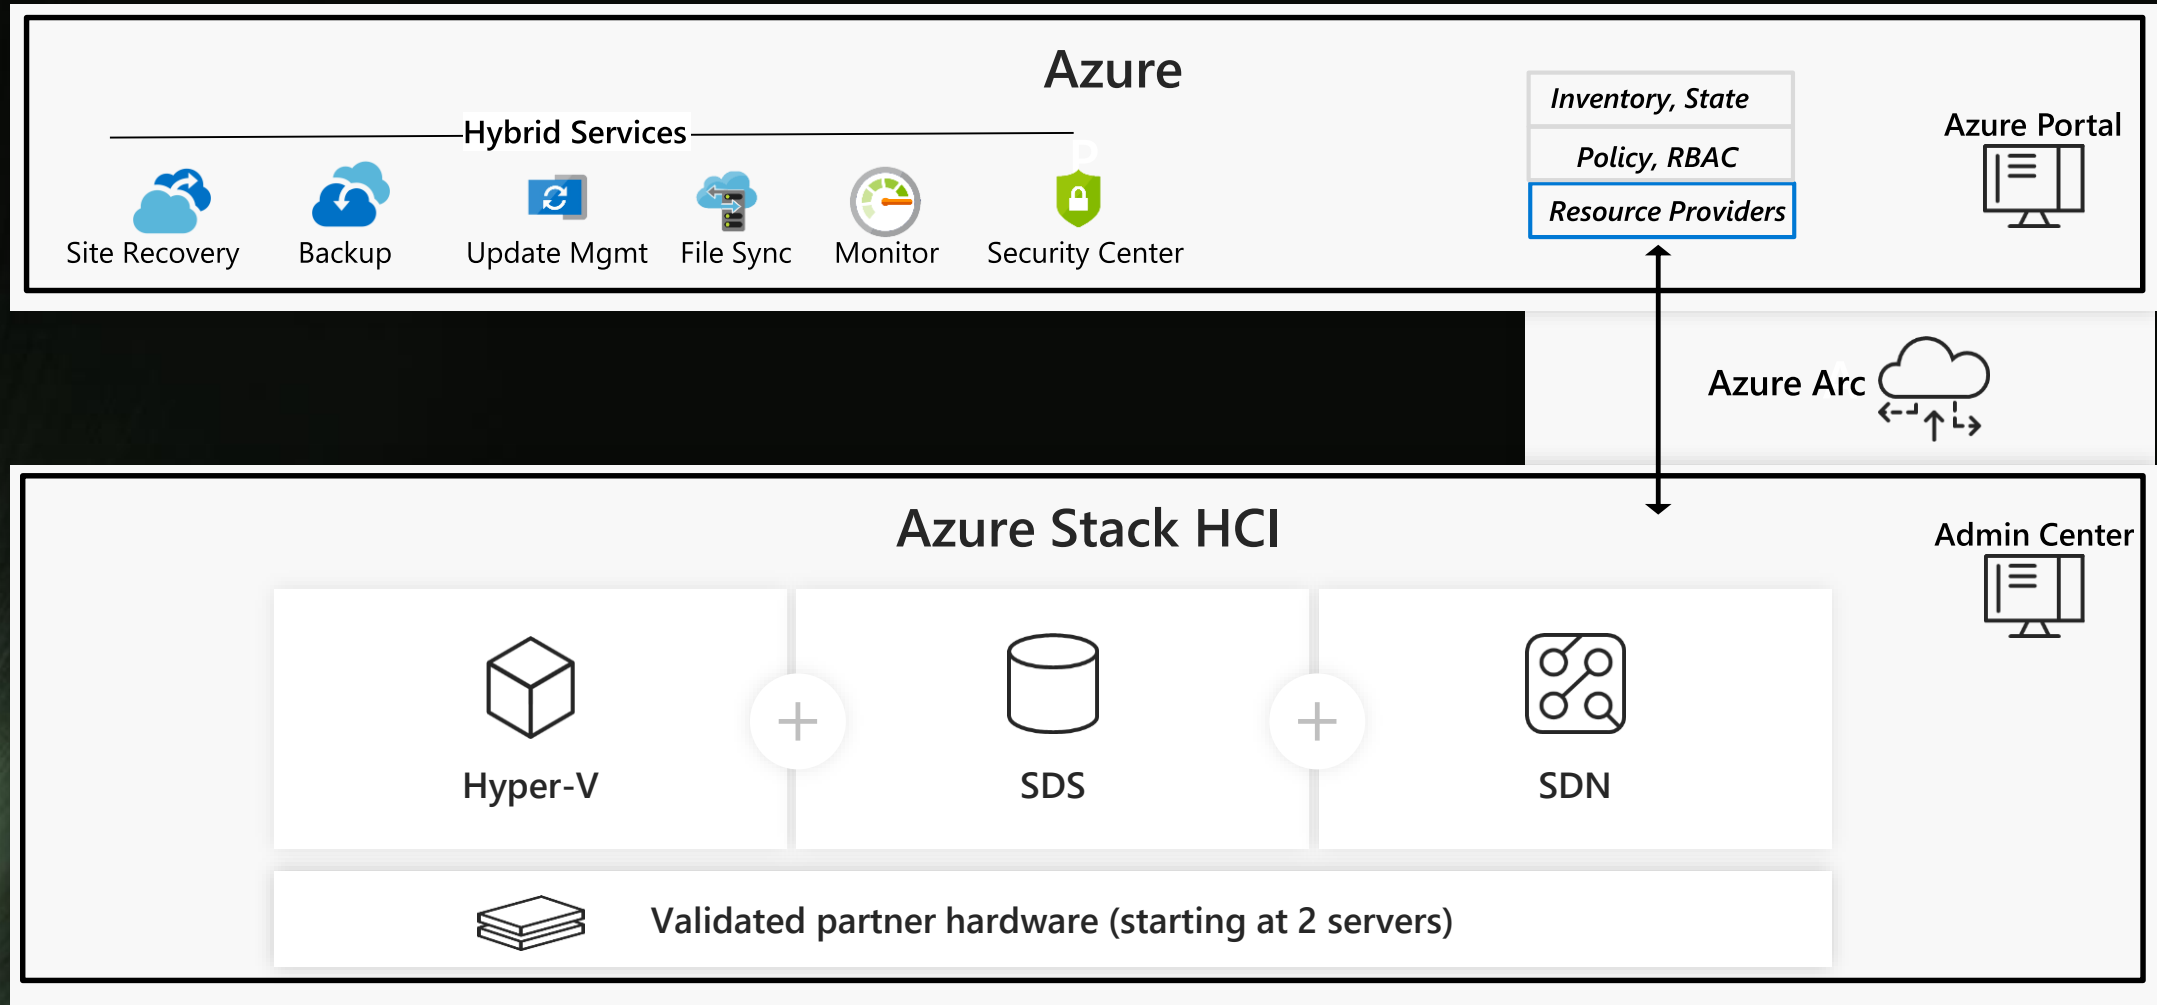 Azure
Hybrid Services
Site Recovery
Backup
Update Mgmt
File Sync
Monitor
Security Center
P
Inventory, State
Policy, RBAC
Resource Providers
Azure Portal
Azure Arc
Azure Stack HCI
Admin Center
Hyper-V
+
SDS
+
SDN
Validated partner hardware (starting at 2 servers)